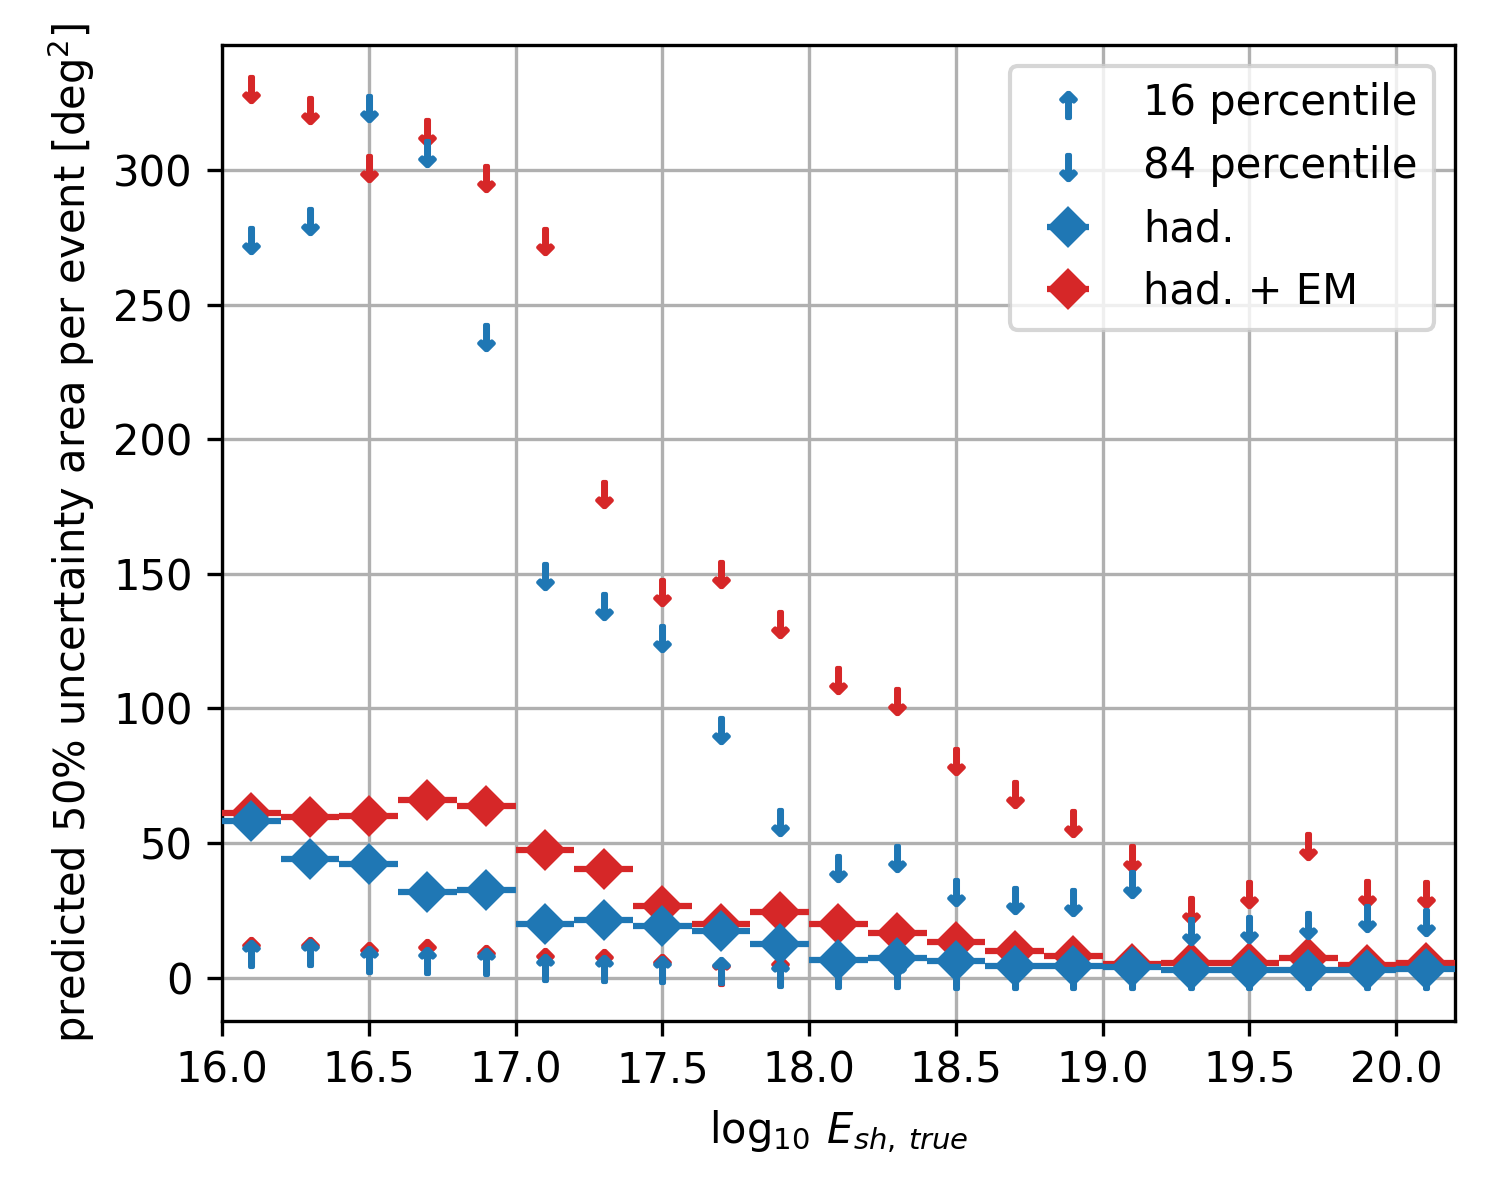 predicted 50% uncertainty area per event [deg²]
300
250
200
150
100
50
0
16 percentile
84 percentile
had.
had. + EM
16.0 16.5 17.0 17.5 18.0 18.5 19.0 19.5 20.0
log₁₀ E_sh, true